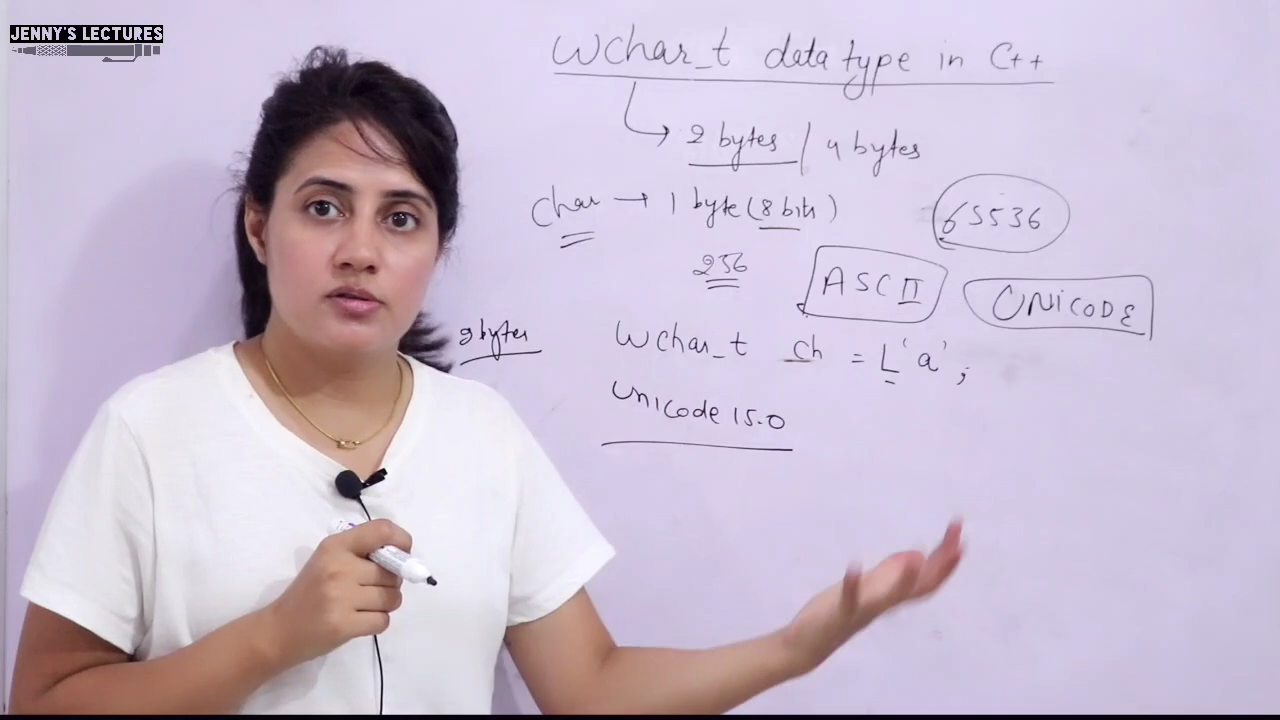 JENNY'S LECTURES
Wchar_t data type in C++
2 bytes / 4 bytes
Char → 1 byte (8 bits)
65536
256
ASCII
UNICODE
2 bytes
Wchar_t ch = L'a';
Unicode 15.0